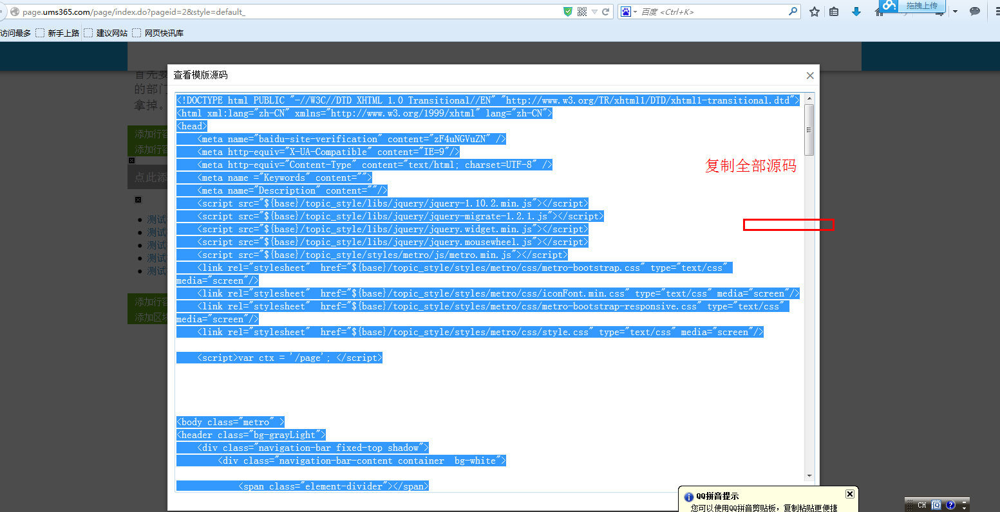 page.ums365.com/page/index.do?pageid=2&style=default_
百度 <Ctrl+K>
拖拽上传
访问最多 新手上路 建议网站 网页快讯库
查看模版源码
首先要
的部门
拿掉。
添加行容
添加行容
点此添
测试
测试
测试
测试
测试
添加行容
添加区块
<!DOCTYPE html PUBLIC "-//W3C//DTD XHTML 1.0 Transitional//EN" "http://www.w3.org/TR/xhtml1/DTD/xhtml1-transitional.dtd">
<html xml:lang="zh-CN" xmlns="http://www.w3.org/1999/xhtml" lang="zh-CN">
<head>
    <meta name="baidu-site-verification" content="zF4uNGVuZN" />
    <meta http-equiv="X-UA-Compatible" content="IE=9"/>
    <meta http-equiv="Content-Type" content="text/html; charset=UTF-8" />
    <meta name ="Keywords" content="">
    <meta name="Description" content=""/>
    <script src="${base}/topic_style/libs/jquery/jquery-1.10.2.min.js"></script>
    <script src="${base}/topic_style/libs/jquery/jquery-migrate-1.2.1.js"></script>
    <script src="${base}/topic_style/libs/jquery/jquery.widget.min.js"></script>
    <script src="${base}/topic_style/libs/jquery/jquery.mousewheel.js"></script>
    <script src="${base}/topic_style/styles/metro/js/metro.min.js"></script>
    <link rel="stylesheet"  href="${base}/topic_style/styles/metro/css/metro-bootstrap.css" type="text/css"
media="screen"/>
    <link rel="stylesheet"  href="${base}/topic_style/styles/metro/css/iconFont.min.css" type="text/css" media="screen"/>
    <link rel="stylesheet"  href="${base}/topic_style/styles/metro/css/metro-bootstrap-responsive.css" type="text/css"
media="screen"/>
    <link rel="stylesheet"  href="${base}/topic_style/styles/metro/css/style.css" type="text/css" media="screen"/>
    <script>var ctx = '/page'; </script>
<body class="metro" >
<header class="bg-grayLight">
    <div class="navigation-bar fixed-top shadow">
        <div class="navigation-bar-content container  bg-white">
            <span class="element-divider"></span>
复制全部源码
QQ拼音提示
您可以使用QQ拼音剪贴板，复制粘贴更便捷
CH